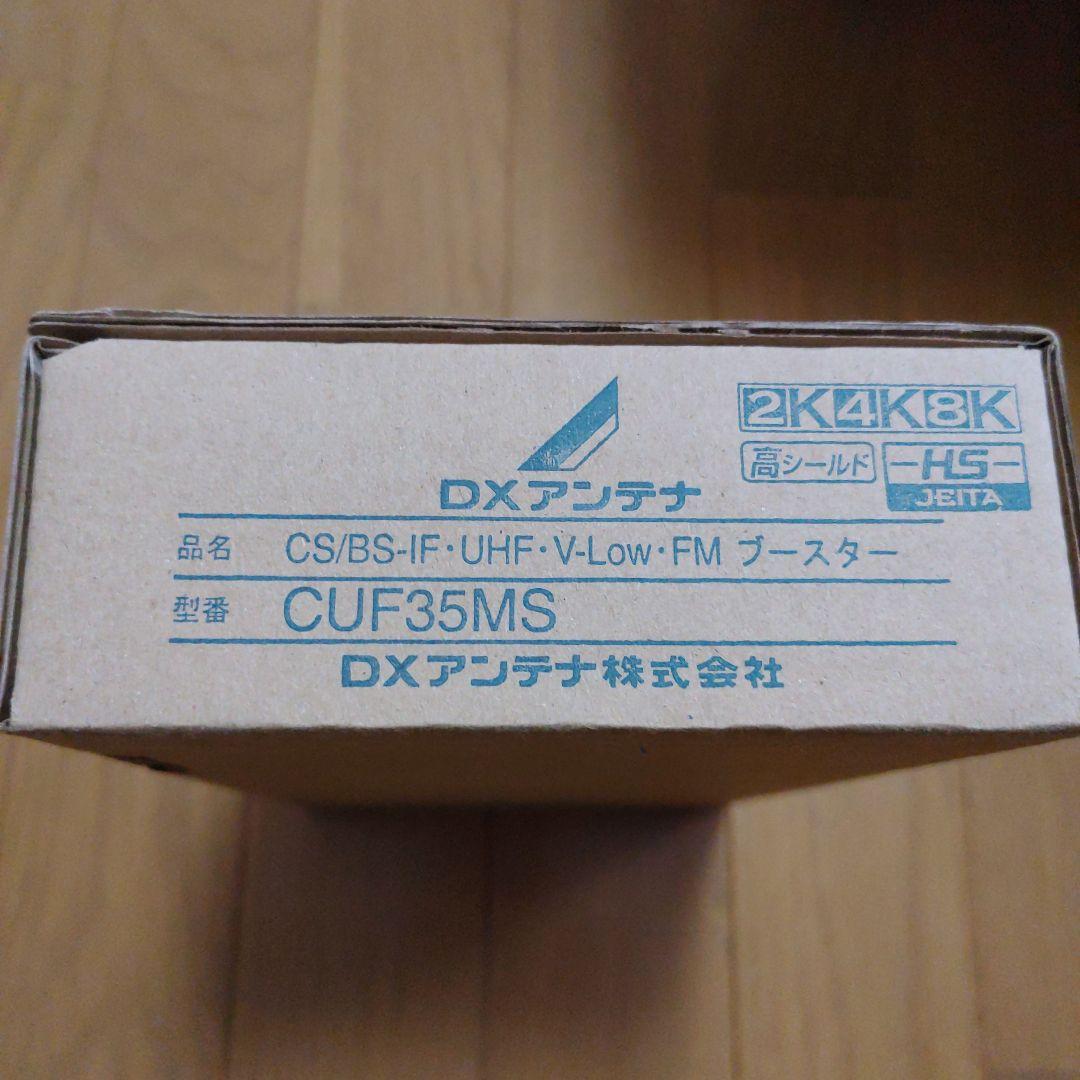 2K4K8K
高シールド
HS
JEITA
DXアンテナ
品名 CS/BS-IF・UHF・V-Low・FM ブースター
型番 CUF35MS
DXアンテナ株式会社